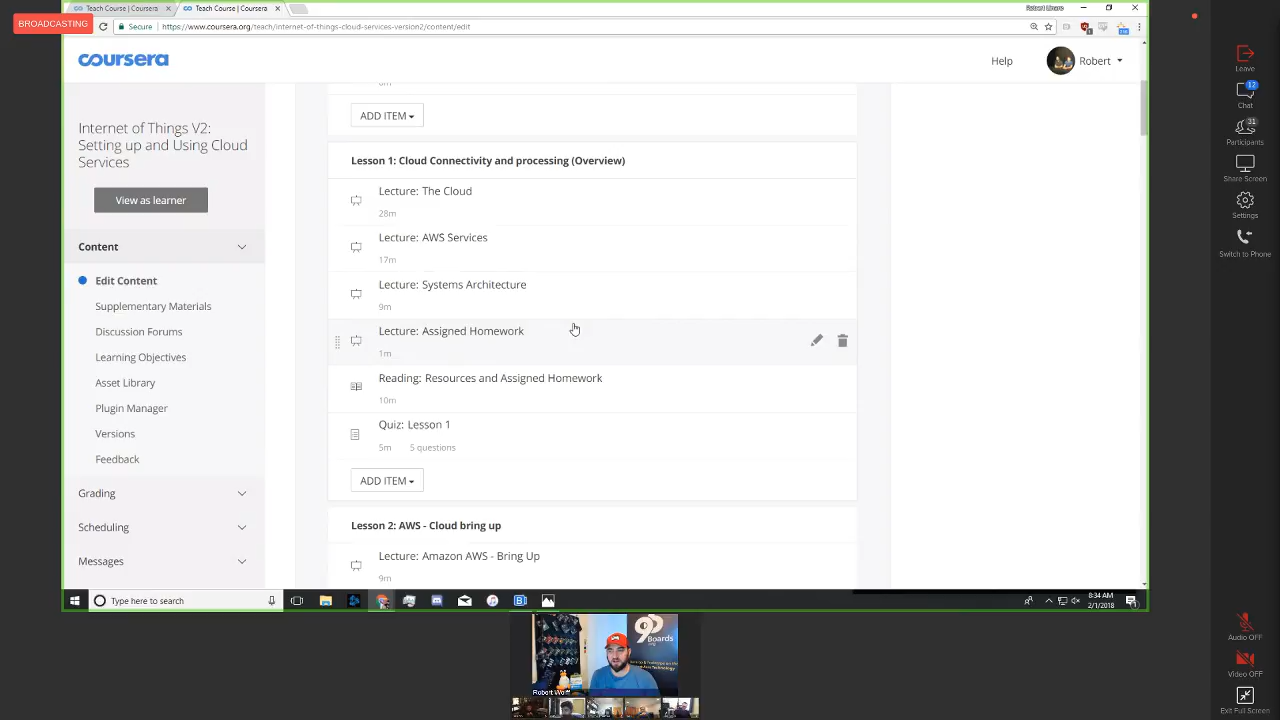 BROADCASTING
Teach Course | Coursera
Teach Course | Coursera
Secure
https://www.coursera.org/teach/internet-of-things-cloud-services-version2/content/edit
coursera
Help
Robert
Internet of Things V2:
Setting up and Using Cloud
Services
View as learner
Content
Edit Content
Supplementary Materials
Discussion Forums
Learning Objectives
Asset Library
Plugin Manager
Versions
Feedback
Grading
Scheduling
Messages
ADD ITEM
Lesson 1: Cloud Connectivity and processing (Overview)
Lecture: The Cloud
28m
Lecture: AWS Services
17m
Lecture: Systems Architecture
9m
Lecture: Assigned Homework
1m
Reading: Resources and Assigned Homework
10m
Quiz: Lesson 1
5m 5 questions
ADD ITEM
Lesson 2: AWS - Cloud bring up
Lecture: Amazon AWS - Bring Up
9m
Type here to search
8:34 AM
2/1/2018
Leave
12
Chat
31
Participants
Share Screen
Settings
Switch to Phone
Audio OFF
Video OFF
Exit Full Screen
96
Boards
Robert Wolff